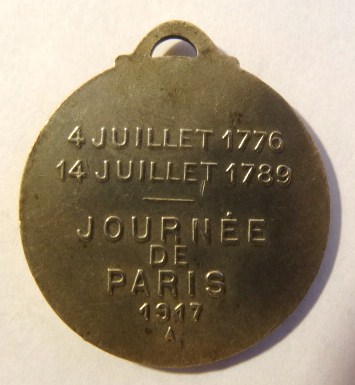 4 JUILLET 1776
14 JUILLET 1789
JOURNÉE
DE
PARIS
1917
A